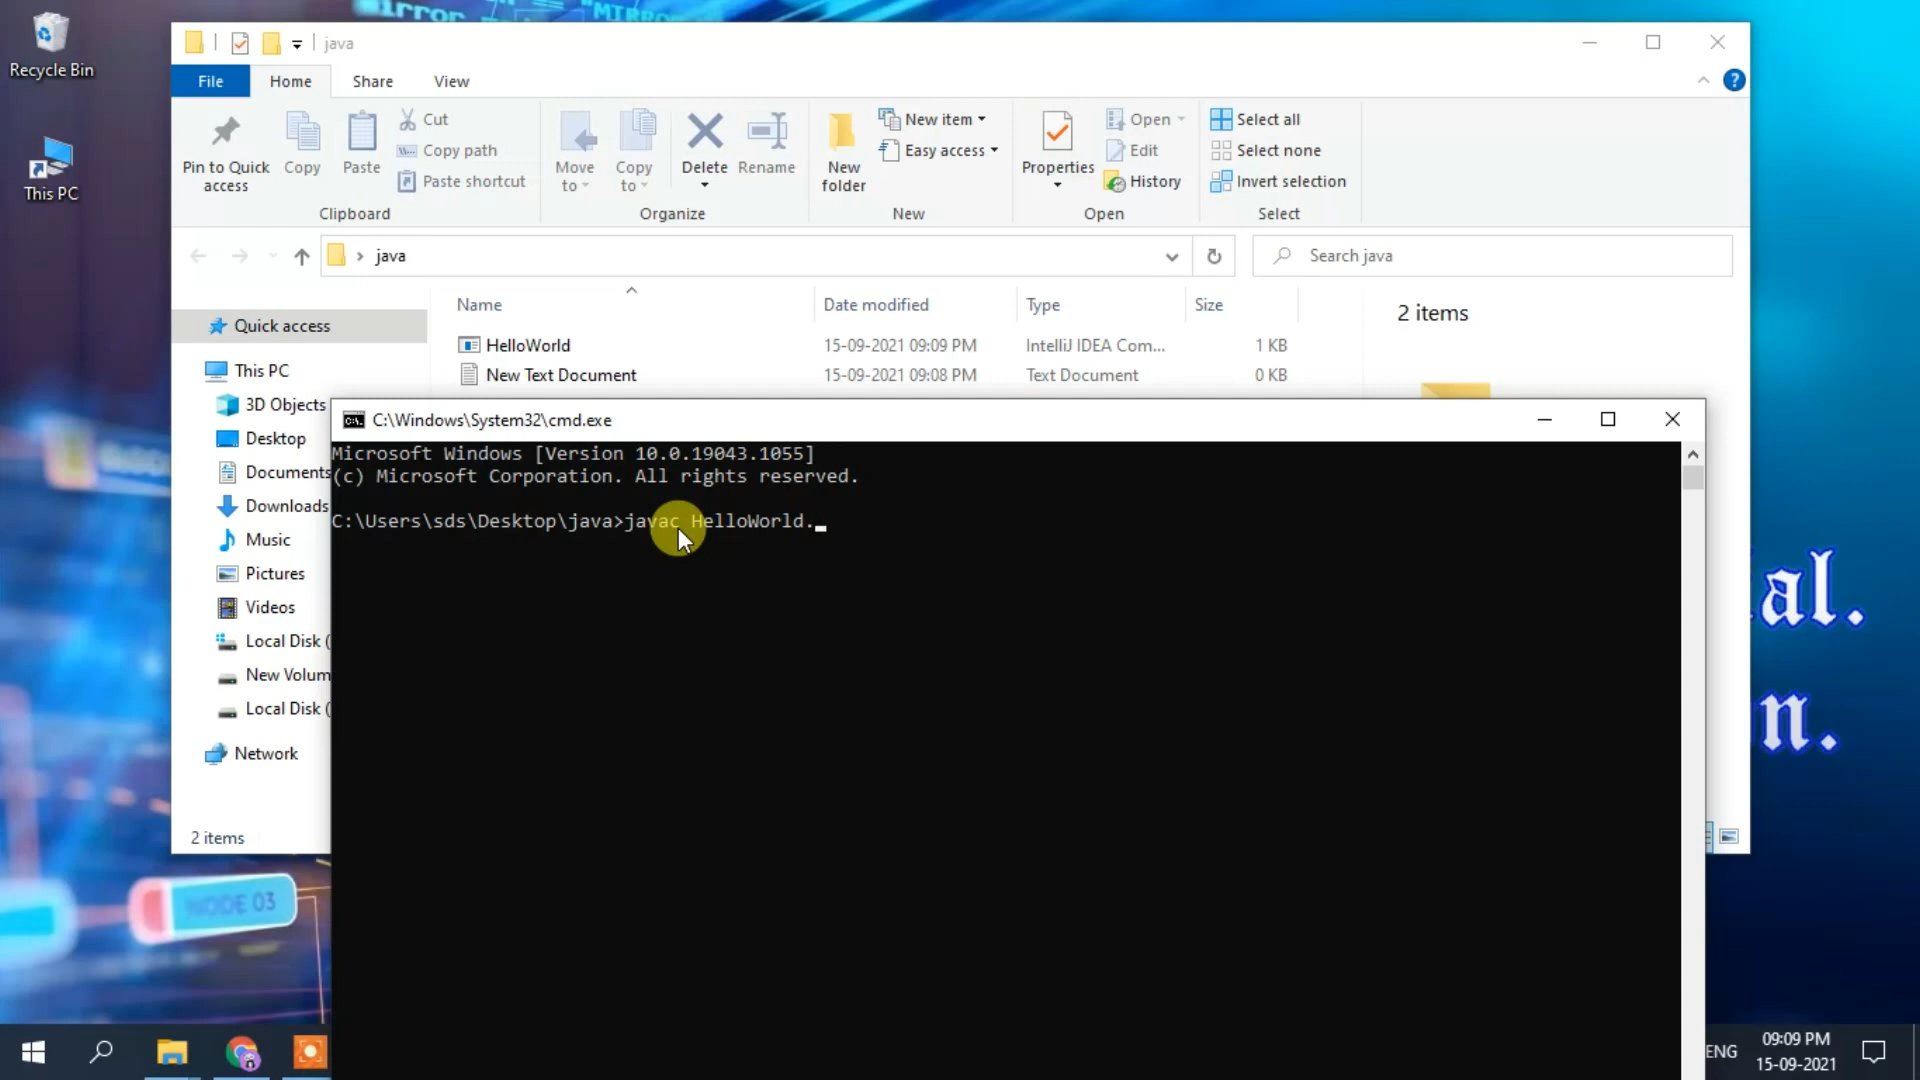 Recycle Bin
This PC
java
File Home Share View
Pin to Quick access
Copy
Paste
Cut
Copy path
Paste shortcut
Clipboard
Move to
Copy to
Delete
Rename
Organize
New folder
New item
Easy access
New
Properties
Open
Edit
History
Open
Select all
Select none
Invert selection
Select
java
Search java
Name Date modified Type Size
HelloWorld 15-09-2021 09:09 PM IntelliJ IDEA Com... 1 KB
New Text Document 15-09-2021 09:08 PM Text Document 0 KB
2 items
Quick access
This PC
3D Objects
Desktop
Documents
Downloads
Music
Pictures
Videos
Local Disk (
New Volum
Local Disk (
Network
2 items
C:\Windows\System32\cmd.exe
Microsoft Windows [Version 10.0.19043.1055]
(c) Microsoft Corporation. All rights reserved.
C:\Users\sds\Desktop\java>javac HelloWorld.
al.
n.
NODE 03
ENG
09:09 PM
15-09-2021